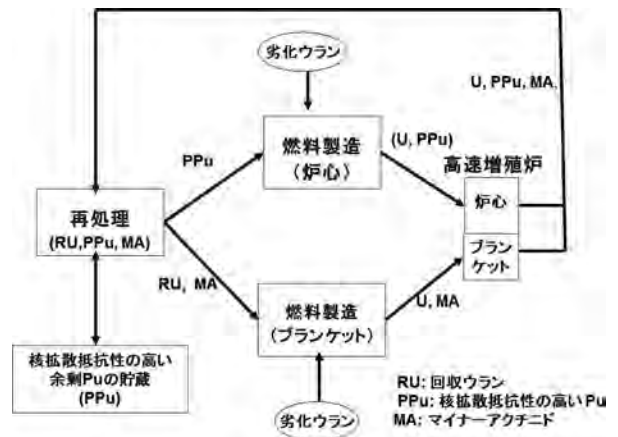 劣化ウラン
U, PPu, MA,
燃料製造
(炉心)
(U, PPu)
PPu
高速増殖炉
炉心
再処理
(RU,PPu, MA)
ブラン
ケット
RU, MA
U, MA
燃料製造
(ブランケット)
核拡散抵抗性の高い
余剰Puの貯蔵
(PPu)
RU: 回収ウラン
PPu: 核拡散抵抗性の高いPu
MA: マイナーアクチニド
劣化ウラン